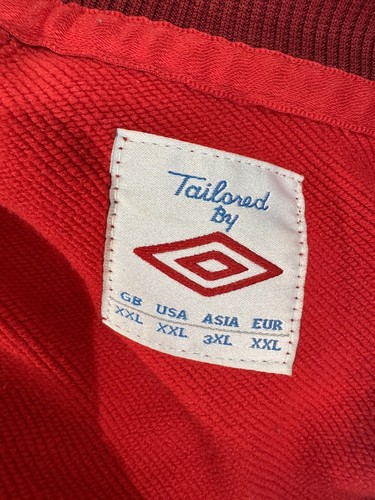 Tailored
By
GB USA ASIA EUR
XXL XXL 3XL XXL